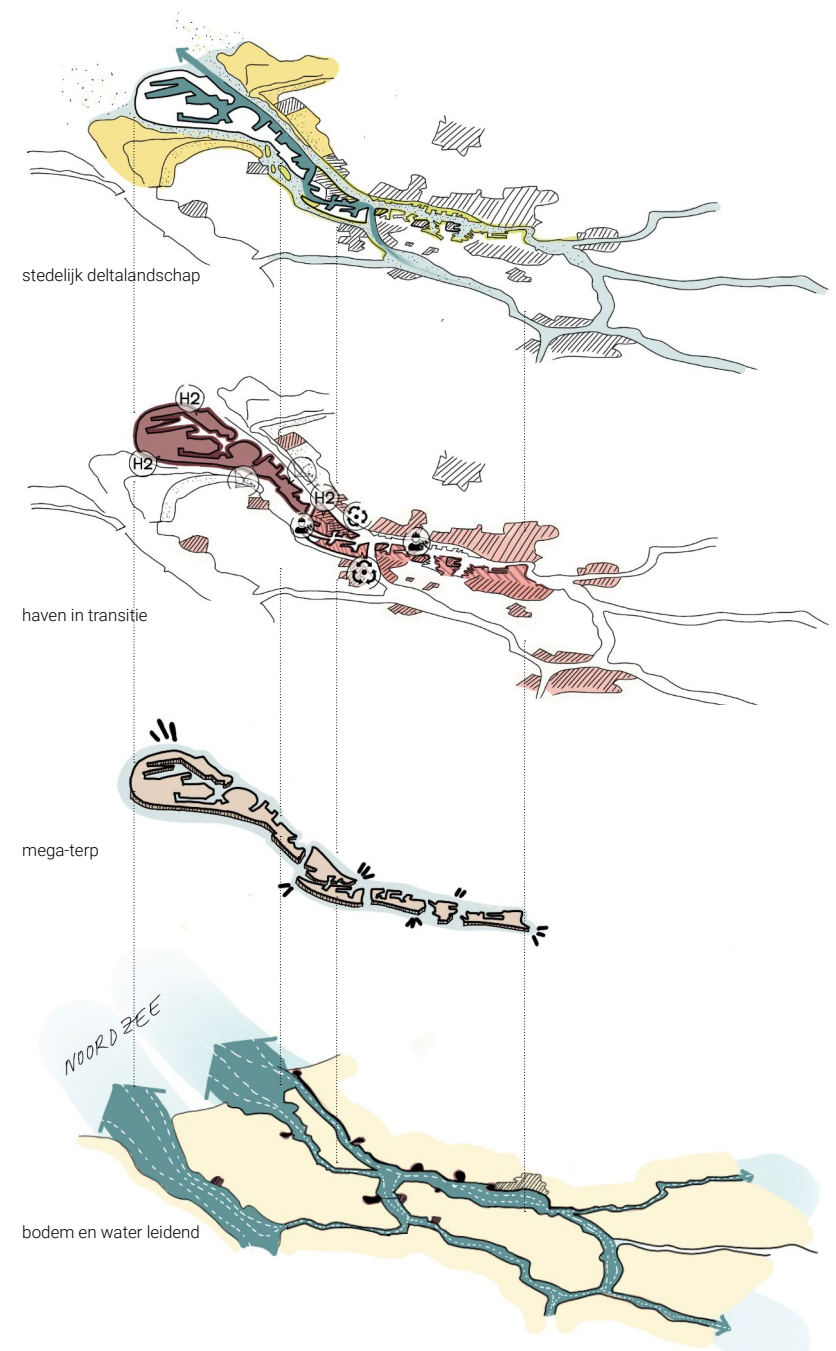 stedelijk deltalandschap
H2
H2
H2
haven in transitie
mega-terp
NOORDZEE
bodem en water leidend